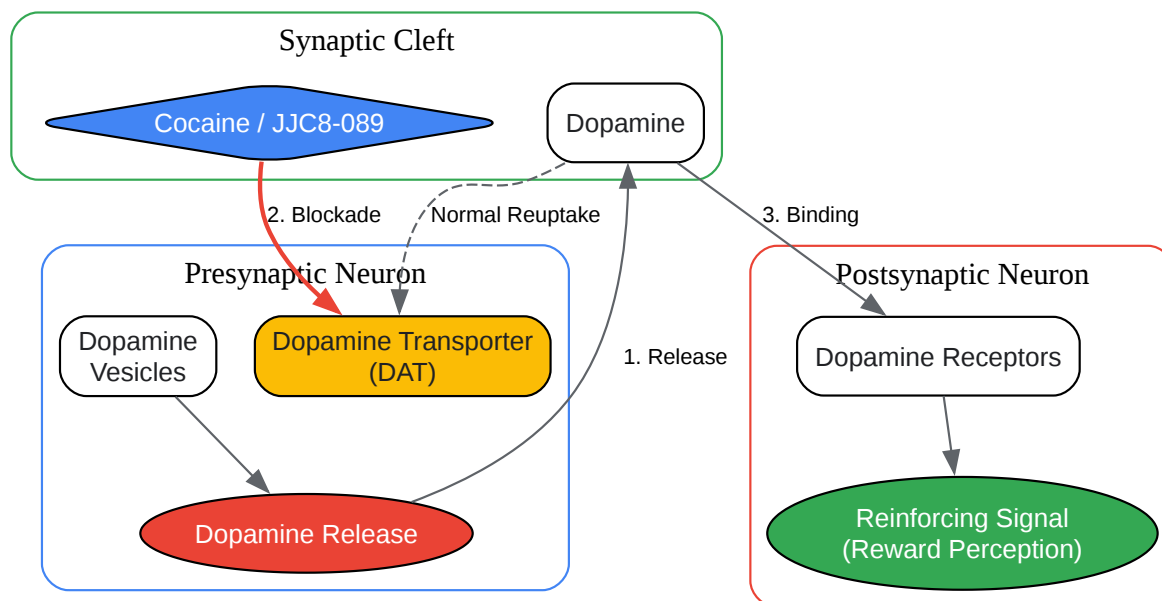 Synaptic Cleft
Cocaine / JJC8-089
Dopamine
2. Blockade
Normal Reuptake
3. Binding
Presynaptic Neuron
Postsynaptic Neuron
Dopamine
Vesicles
Dopamine Transporter
(DAT)
1. Release
Dopamine Receptors
Dopamine Release
Reinforcing Signal
(Reward Perception)